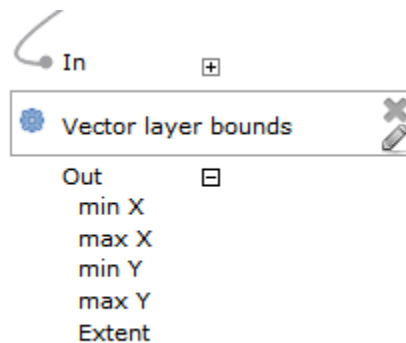 In
Vector layer bounds
Out
min X
max X
min Y
max Y
Extent